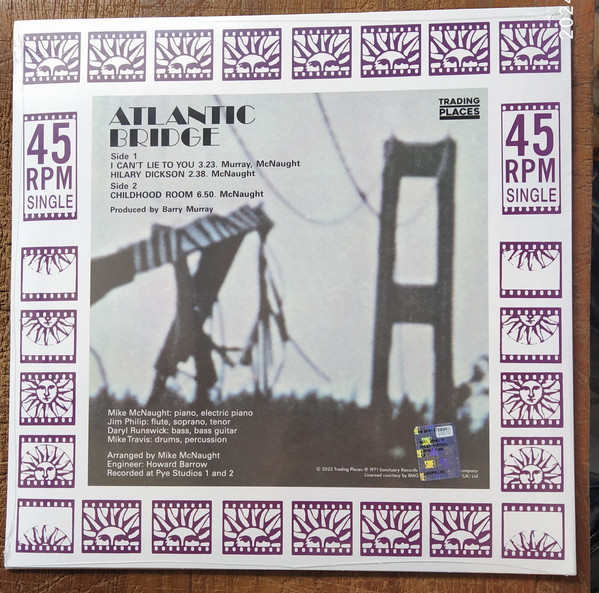 202
ATLANTIC
BRIDGE
TRADING
PLACES
45
RPM
SINGLE
45
RPM
SINGLE
Side 1
I CAN'T LIE TO YOU 3.23. Murray, McNaught
HILARY DICKSON 2.38. McNaught
Side 2
CHILDHOOD ROOM 6.50. McNaught
Produced by Barry Murray
Mike McNaught: piano, electric piano
Jim Philip: flute, soprano, tenor
Daryl Runswick: bass, bass guitar
Mike Travis: drums, percussion
Arranged by Mike McNaught
Engineer: Howard Barrow
Recorded at Pye Studios 1 and 2
© 2023 Trading Places ℗ 1971 Sanctuary Records company
Licensed courtesy by BMG (UK) Ltd